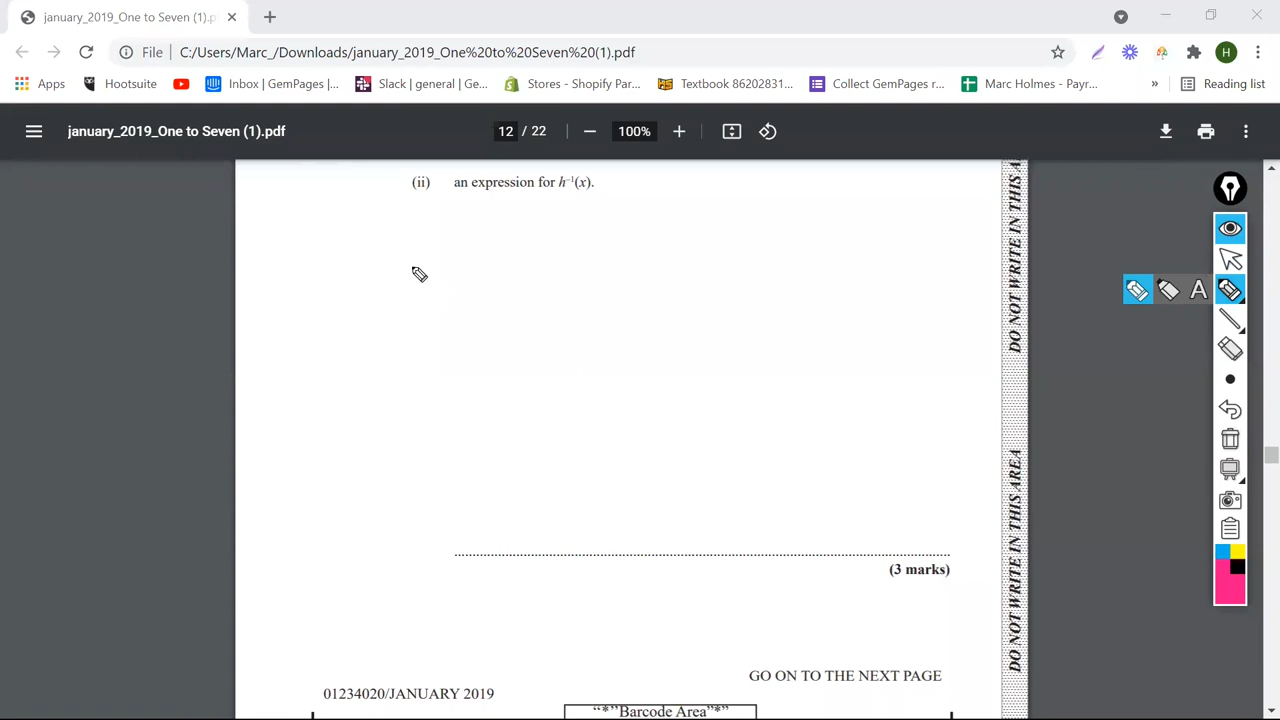 january_2019_One to Seven (1).p
File C:/Users/Marc_/Downloads/january_2019_One%20to%20Seven%20(1).pdf
H
Apps Hootsuite Inbox | GemPages |... Slack | general | Ge... Stores - Shopify Par... Textbook 86202831... Collect GemPages r... Marc Holmes - Payr... » Reading list
january_2019_One to Seven (1).pdf 12 / 22 100%
(ii) an expression for h⁻¹(x).
DO NOT WRITE IN THIS A
A
DO NOT WRITE IN THIS AREA
(3 marks)
GO ON TO THE NEXT PAGE
01234020/JANUARY 2019
“*”Barcode Area”*”